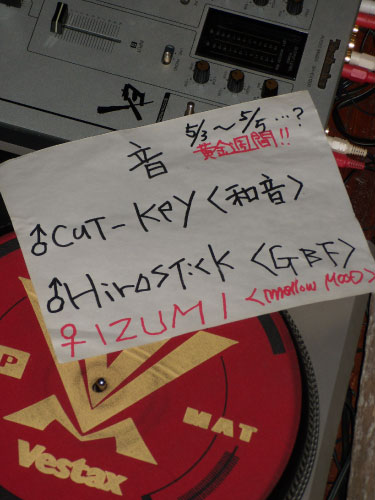 5/3〜5/5…?
黄金周間!!
音
♂CUT-Key<和音>
♂HIROSTICK<GBF>
♀IZUMI<mellow MOOD>
P
MAT
Vestax